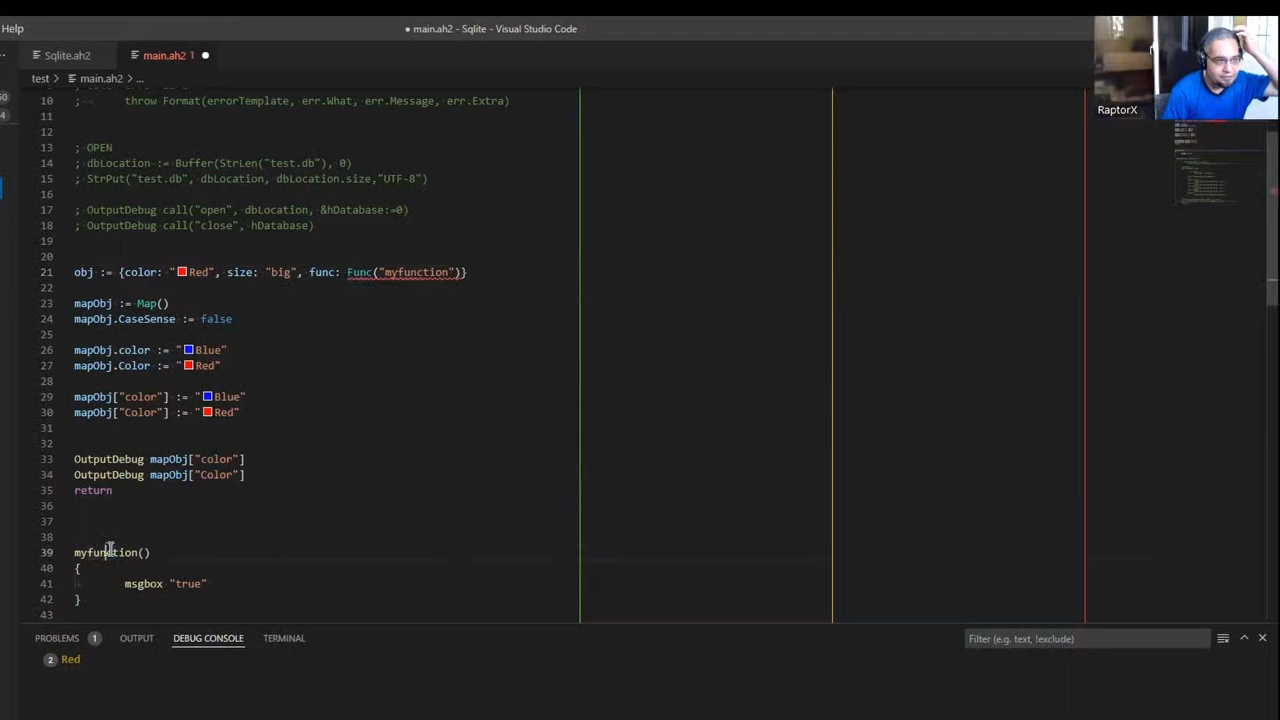 Help
● main.ah2 - Sqlite - Visual Studio Code
RaptorX
Sqlite.ah2
main.ah2 1
test > main.ah2 > ...
10 ; throw Format(errorTemplate, err.What, err.Message, err.Extra)
11
12
13 ; OPEN
14 ; dbLocation := Buffer(StrLen("test.db"), 0)
15 ; StrPut("test.db", dbLocation, dbLocation.size,"UTF-8")
16
17 ; OutputDebug call("open", dbLocation, &hDatabase:=0)
18 ; OutputDebug call("close", hDatabase)
19
20
21 obj := {color: "Red", size: "big", func: Func("myfunction")}
22
23 mapObj := Map()
24 mapObj.CaseSense := false
25
26 mapObj.color := "Blue"
27 mapObj.Color := "Red"
28
29 mapObj["color"] := "Blue"
30 mapObj["Color"] := "Red"
31
32
33 OutputDebug mapObj["color"]
34 OutputDebug mapObj["Color"]
35 return
36
37
38
39 myfunction()
40 {
41 msgbox "true"
42 }
43
PROBLEMS 1 OUTPUT DEBUG CONSOLE TERMINAL Filter (e.g. text, !exclude)
2 Red